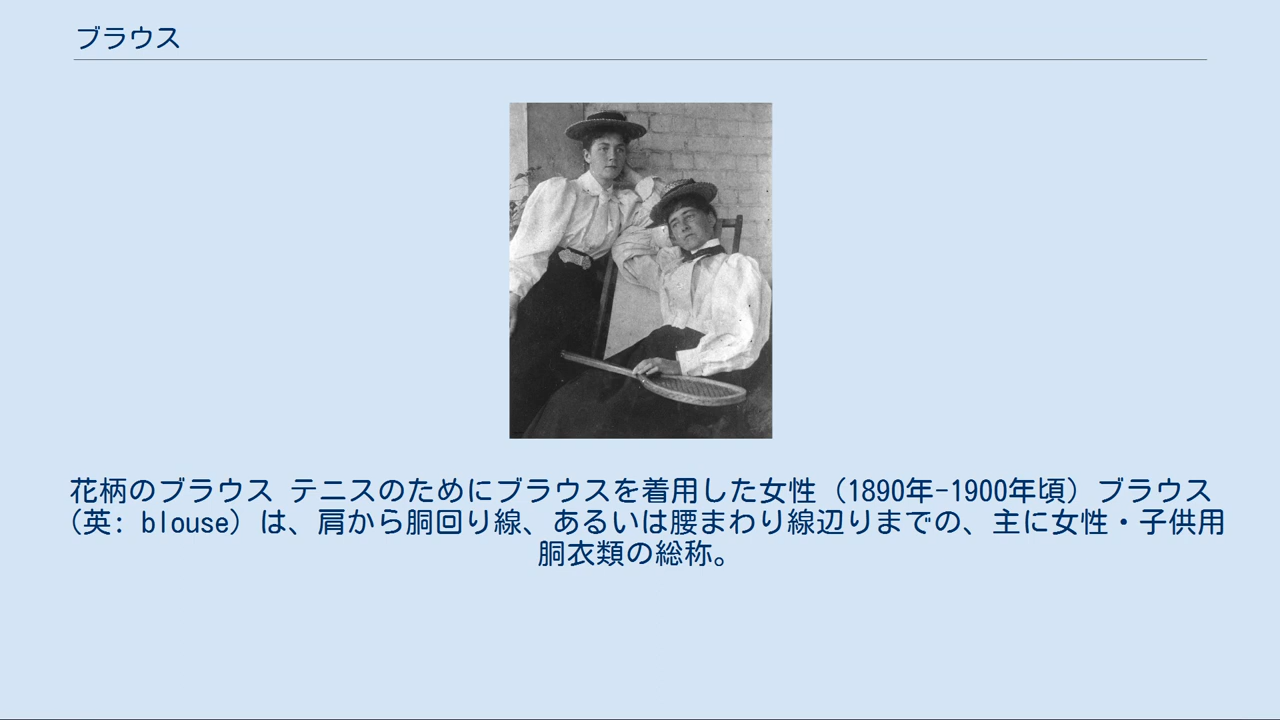 ブラウス
花柄のブラウス テニスのためにブラウスを着用した女性（1890年-1900年頃）ブラウス
（英: blouse）は、肩から胴回り線、あるいは腰まわり線辺りまでの、主に女性・子供用
胴衣類の総称。